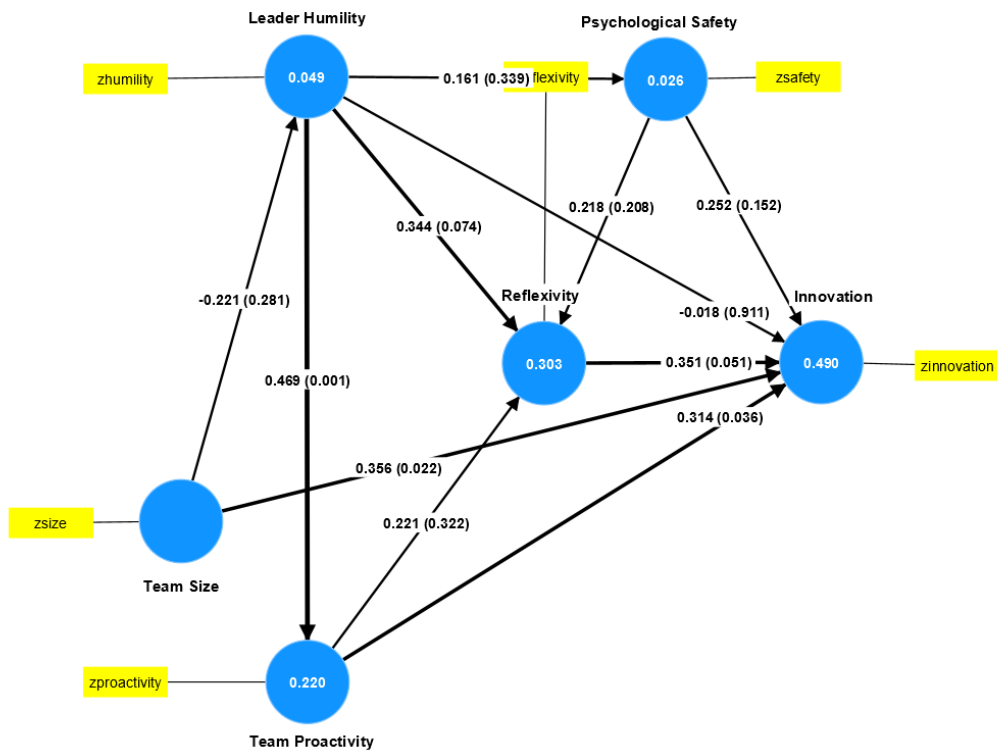 Leader Humility
Psychological Safety
zhumility
0.049
0.161 (0.339)
flexivity
0.026
zsafety
0.218 (0.208)
0.252 (0.152)
0.344 (0.074)
-0.221 (0.281)
Reflexivity
Innovation
-0.018 (0.911)
0.303
0.351 (0.051)
0.490
zinnovation
0.469 (0.001)
0.314 (0.036)
0.356 (0.022)
zsize
0.221 (0.322)
Team Size
zproactivity
0.220
Team Proactivity